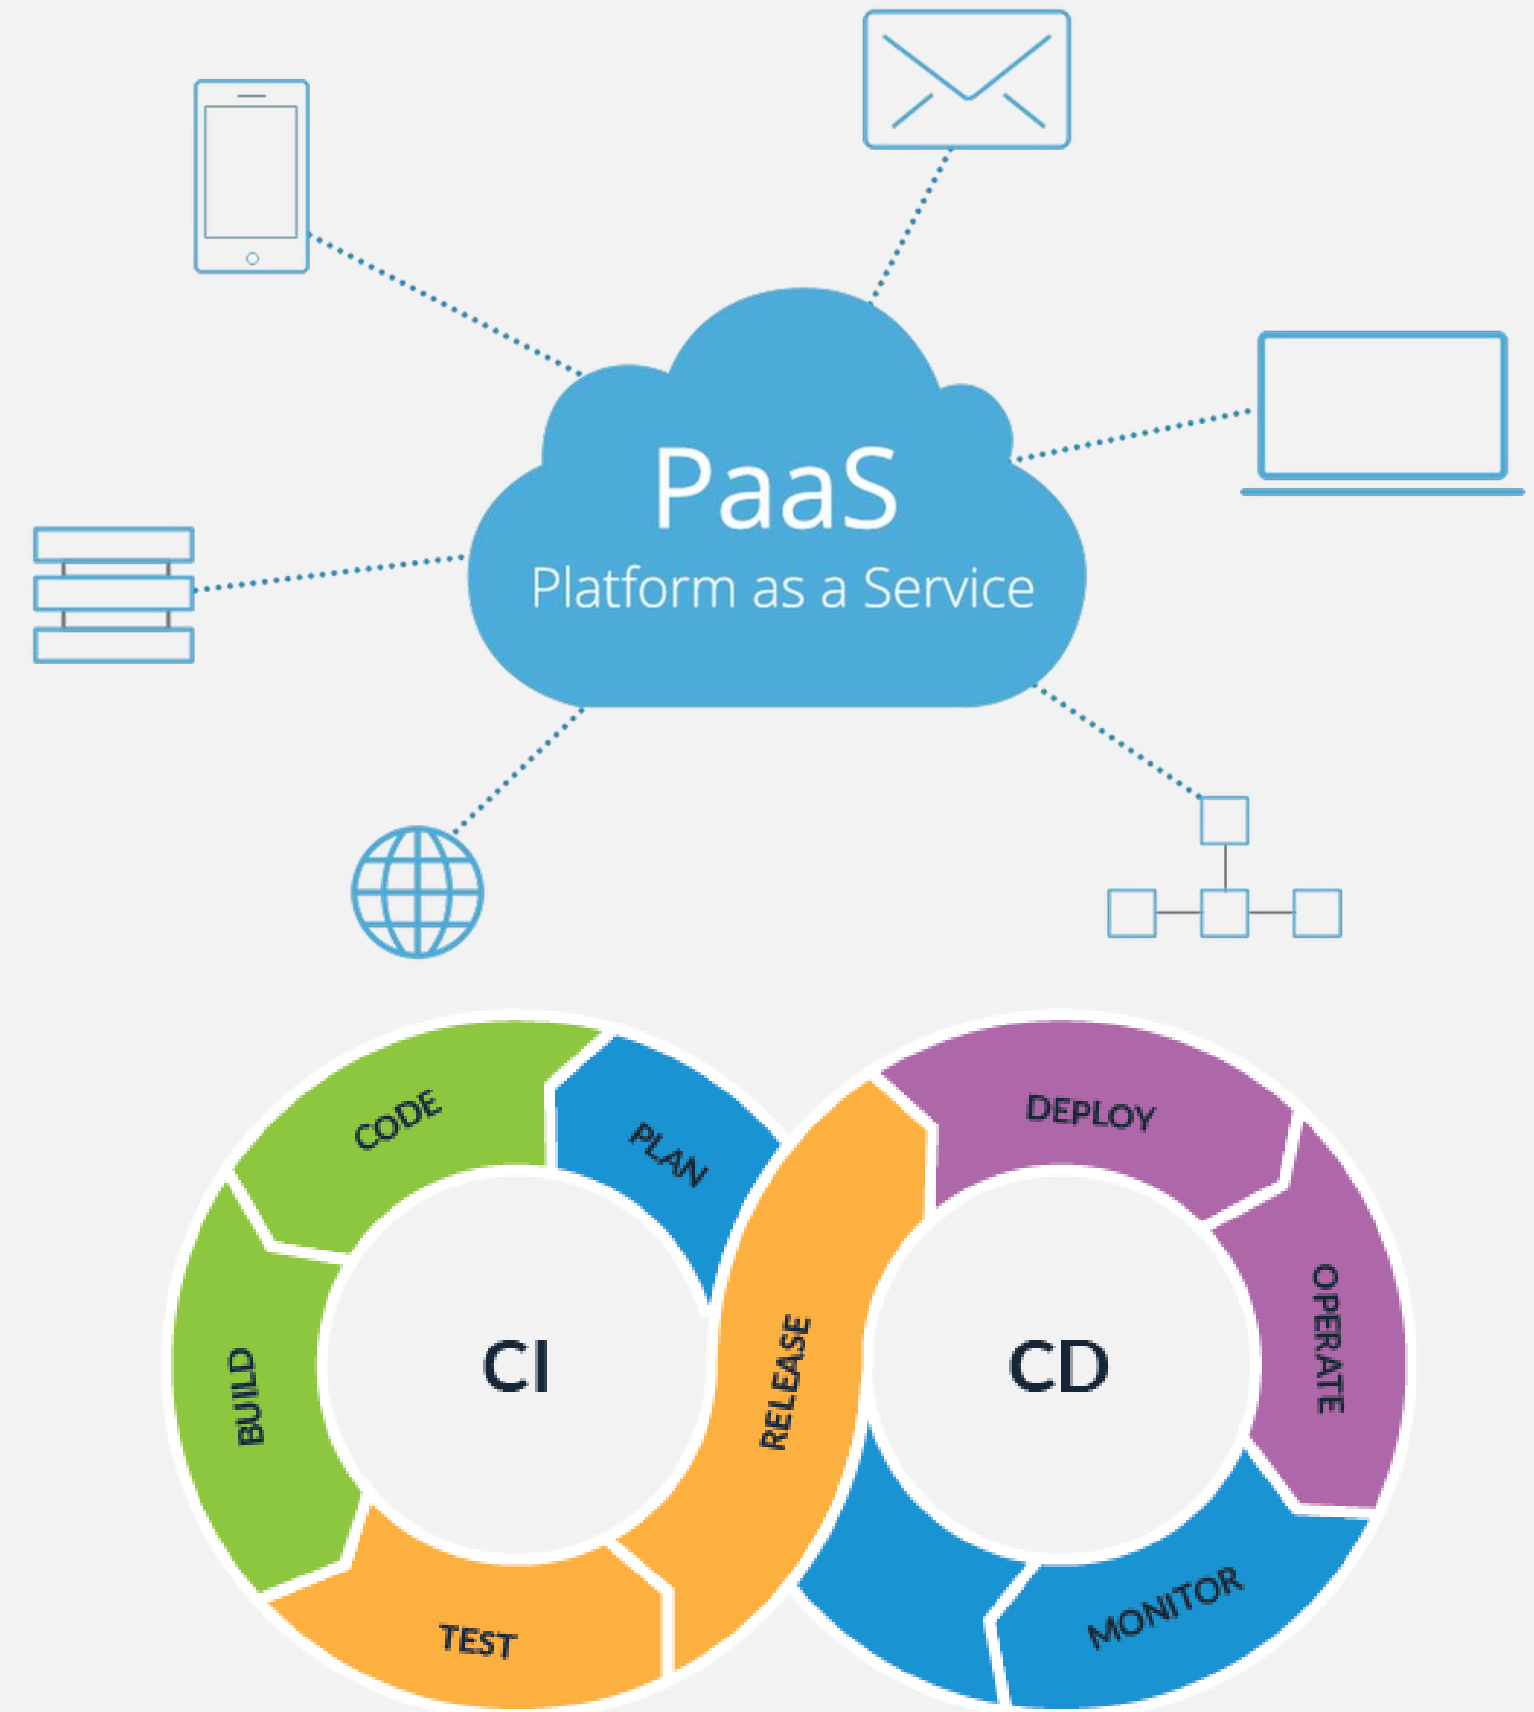 PaaS
Platform as a Service
CODE
PLAN
DEPLOY
BUILD
CI
RELEASE
CD
OPERATE
TEST
MONITOR